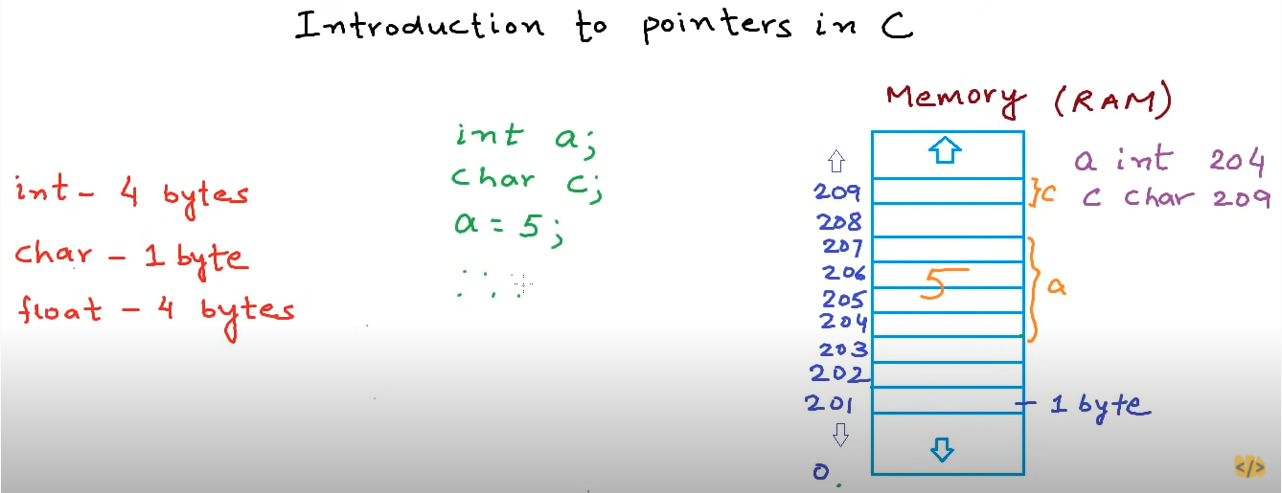 Introduction to pointers in C
int - 4 bytes
char - 1 byte
float - 4 bytes
int a;
char c;
a = 5;
Memory (RAM)
209
208
207
206
205
204
203
202
201
0
5
c
a
1 byte
a int 204
c char 209
</>